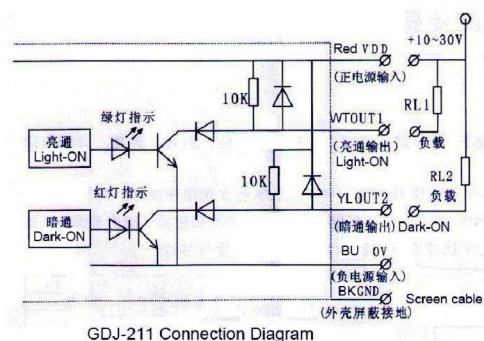 Red VDD
+10~30V
(正电源输入)
10K
RL1
WTOUT1
绿灯指示
(亮通输出)
负载
Light-ON
亮通
Light-ON
RL2
负载
10K
红灯指示
YLOUT2
(暗通输出) Dark-ON
暗通
Dark-ON
BU 0V
(负电源输入)
BKGND
Screen cable
(外壳屏蔽接地)
GDJ-211 Connection Diagram